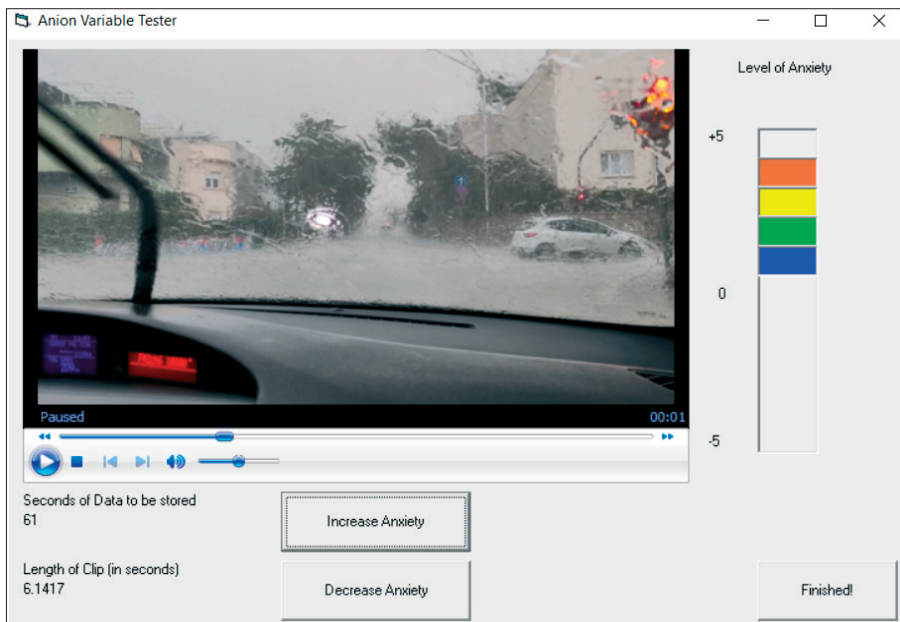 Anion Variable Tester
Level of Anxiety
+5
0
-5
Paused
00:01
Seconds of Data to be stored
61
Increase Anxiety
Length of Clip (in seconds)
6.1417
Decrease Anxiety
Finished!